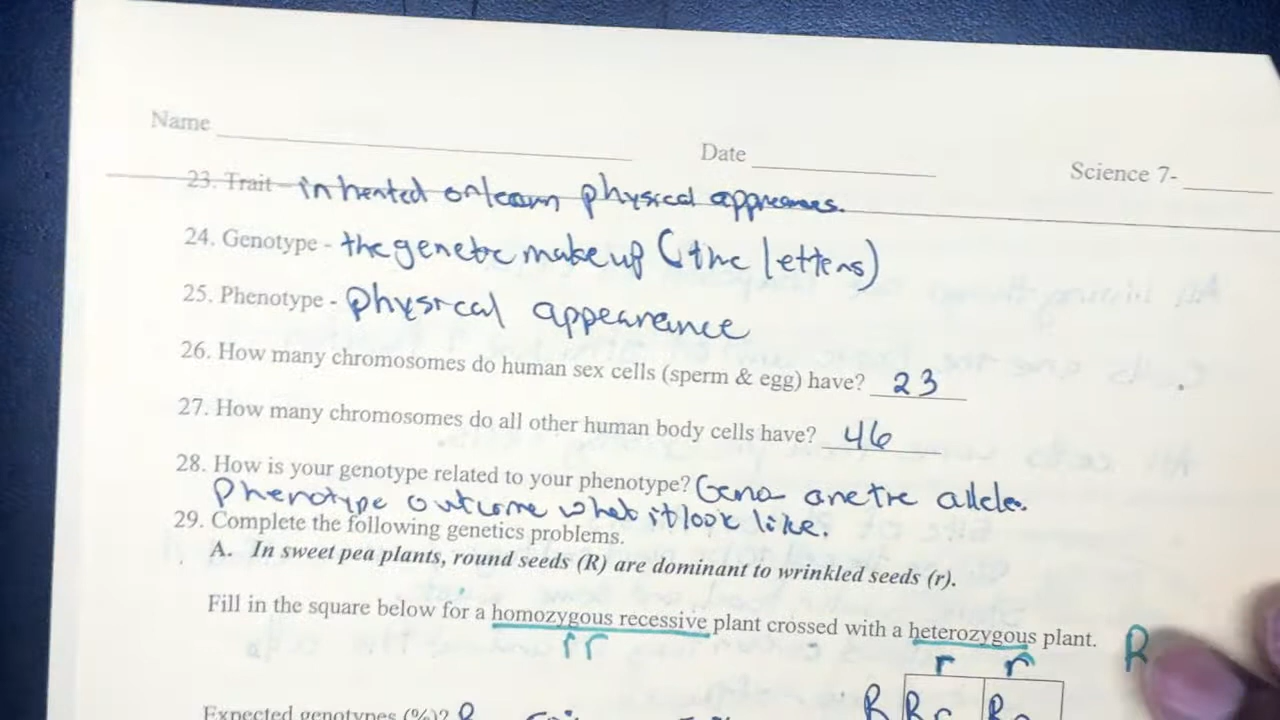 Name
Date
Science 7-
23. Trait - inherited or learn physical appreances.
24. Genotype - the genetic makeup (the letters)
25. Phenotype - physical appearance
26. How many chromosomes do human sex cells (sperm & egg) have? 23
27. How many chromosomes do all other human body cells have? 46
28. How is your genotype related to your phenotype? Geno are the allele.
Phenotype outcome what it look like.
29. Complete the following genetics problems.
A. In sweet pea plants, round seeds (R) are dominant to wrinkled seeds (r).
Fill in the square below for a homozygous recessive plant crossed with a heterozygous plant. R
rr
r r
R Rr
Expected genotypes (%)?